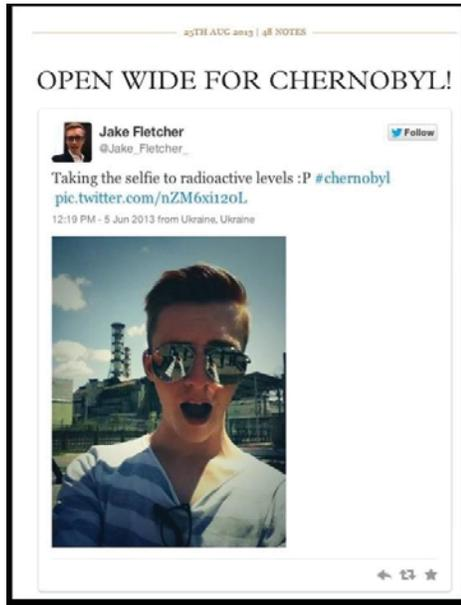 25TH AUG 2013 | 48 NOTES
OPEN WIDE FOR CHERNOBYL!
Jake Fletcher
@Jake_Fletcher_
Follow
Taking the selfie to radioactive levels :P #chernobyl
pic.twitter.com/nZM6xi120L
12:19 PM - 5 Jun 2013 from Ukraine, Ukraine